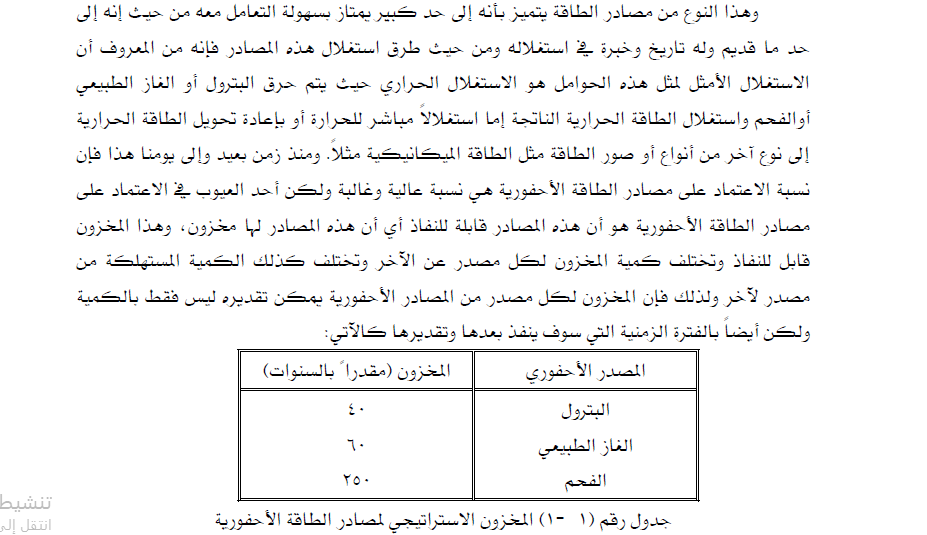 وهذا النوع من مصادر الطاقة يتميز بأنه إلى حد كبير يمتاز بسهولة التعامل معه من حيث إنه إلى
حد ما قديم وله تاريخ وخبرة في استغلاله ومن حيث طرق استغلال هذه المصادر فإنه من المعروف أن
الاستغلال الأمثل لمثل هذه الحوامل هو الاستغلال الحراري حيث يتم حرق البترول أو الغاز الطبيعي
أوالفحم واستغلال الطاقة الحرارية الناتجة إما استغلالاً مباشر للحرارة أو بإعادة تحويل الطاقة الحرارية
إلى نوع آخر من أنواع أو صور الطاقة مثل الطاقة الميكانيكية مثلاً. ومنذ زمن بعيد وإلى يومنا هذا فإن
نسبة الاعتماد على مصادر الطاقة الأحفورية هي نسبة عالية وغالبة ولكن أحد العيوب في الاعتماد على
مصادر الطاقة الأحفورية هو أن هذه المصادر قابلة للنفاذ أي أن هذه المصادر لها مخزون، وهذا المخزون
قابل للنفاذ وتختلف كمية المخزون لكل مصدر عن الآخر وتختلف كذلك الكمية المستهلكة من
مصدر لآخر ولذلك فإن المخزون لكل مصدر من المصادر الأحفورية يمكن تقديره ليس فقط بالكمية
ولكن أيضاً بالفترة الزمنية التي سوف ينفذ بعدها وتقديرها كالآتي:
المصدر الأحفوري المخزون (مقدراً بالسنوات)
البترول ٤٠
الغاز الطبيعي ٦٠
الفحم ٢٥٠
جدول رقم (١ -١) المخزون الاستراتيجي لمصادر الطاقة الأحفورية
تنشيط
انتقل إلى